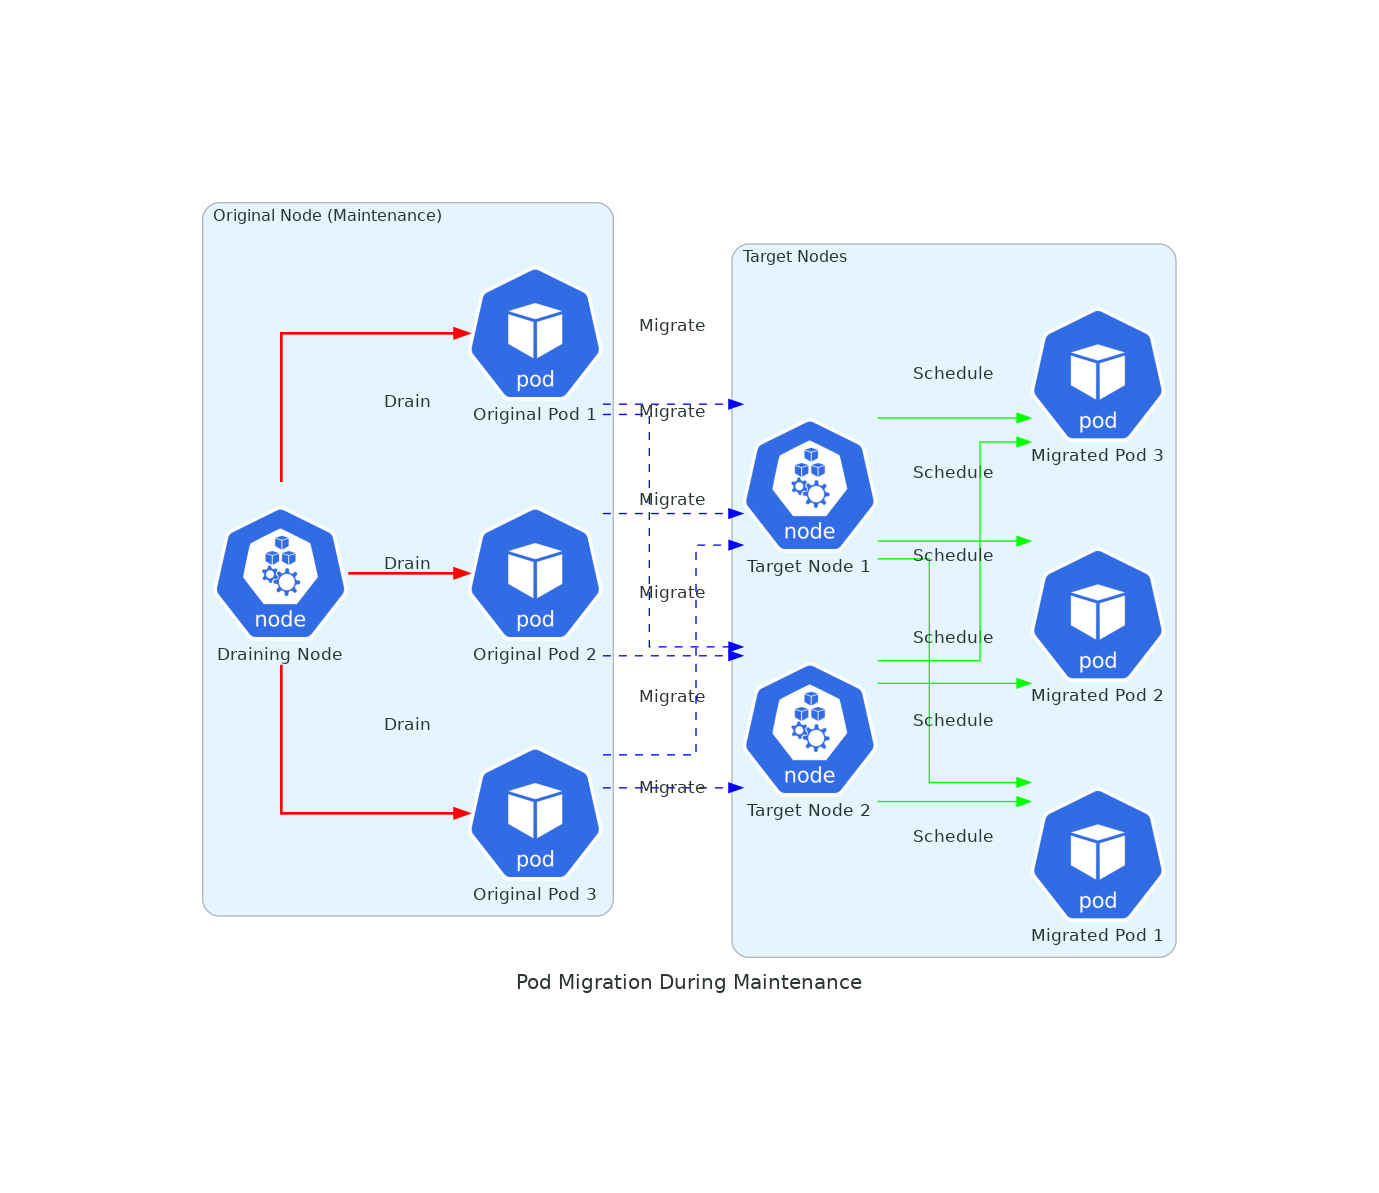 Original Node (Maintenance)
pod
Original Pod 1
Drain
Drain
node
Draining Node
pod
Original Pod 2
Drain
pod
Original Pod 3
Migrate
Migrate
Migrate
Migrate
Migrate
Migrate
Target Nodes
node
Target Node 1
node
Target Node 2
Schedule
Schedule
Schedule
Schedule
Schedule
Schedule
pod
Migrated Pod 3
pod
Migrated Pod 2
pod
Migrated Pod 1
Pod Migration During Maintenance